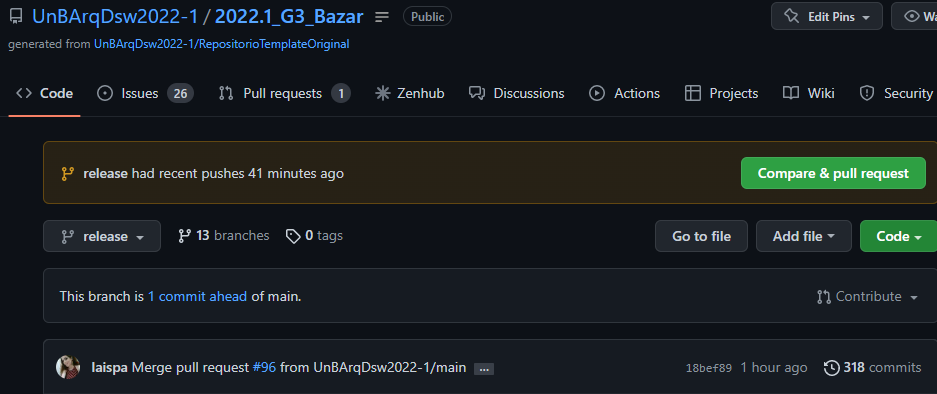 UnBArqDsw2022-1 / 2022.1_G3_Bazar Public Edit Pins
generated from UnBArqDsw2022-1/RepositorioTemplateOriginal
Code Issues 26 Pull requests 1 Zenhub Discussions Actions Projects Wiki Security
release had recent pushes 41 minutes ago Compare & pull request
release 13 branches 0 tags Go to file Add file Code
This branch is 1 commit ahead of main. Contribute
laispa Merge pull request #96 from UnBArqDsw2022-1/main ... 18bef89 1 hour ago 318 commits